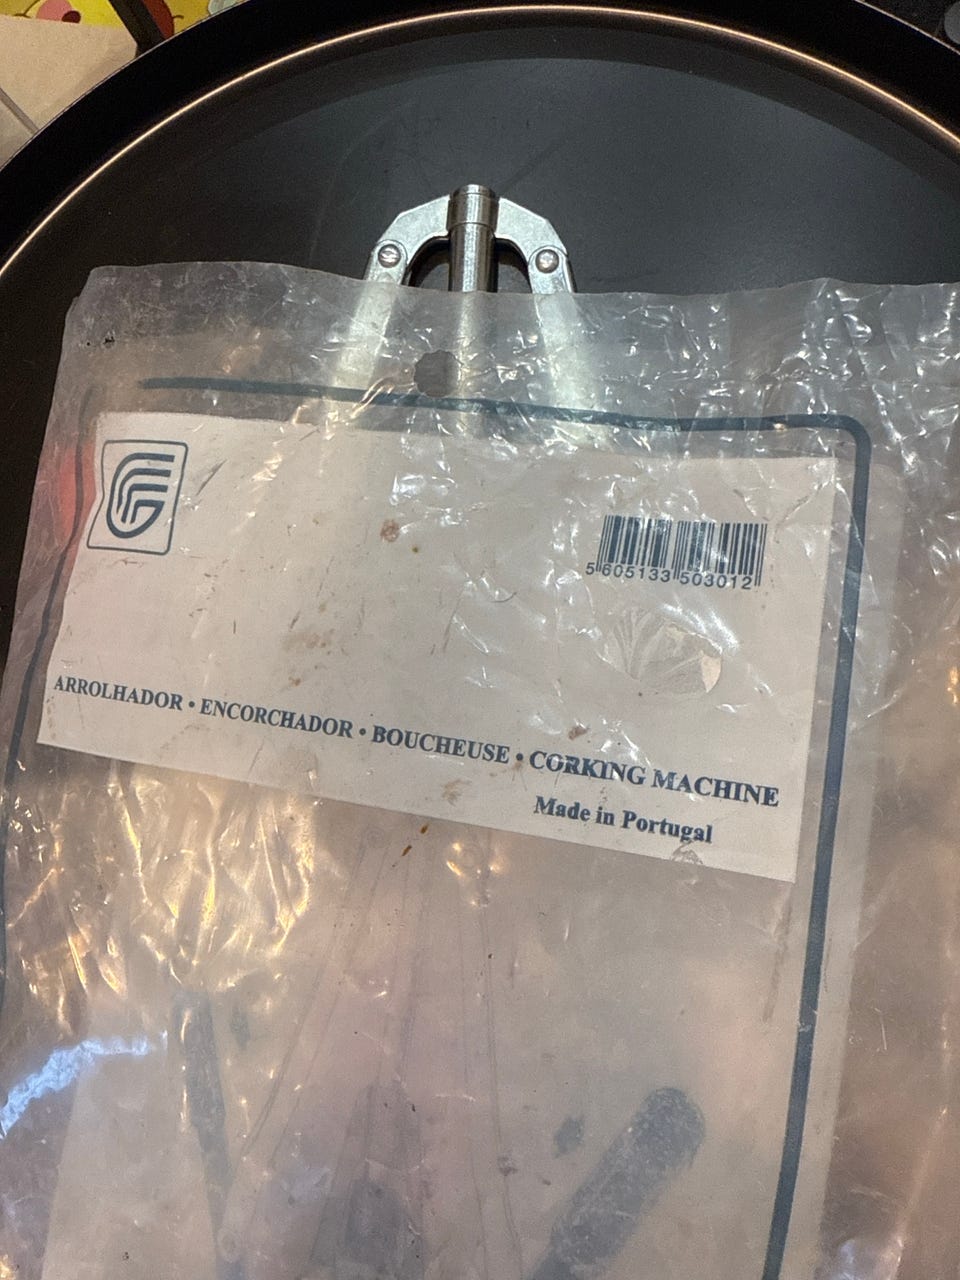 5 605133 503012
ARROLHADOR • ENCORCHADOR • BOUCHEUSE • CORKING MACHINE
Made in Portugal